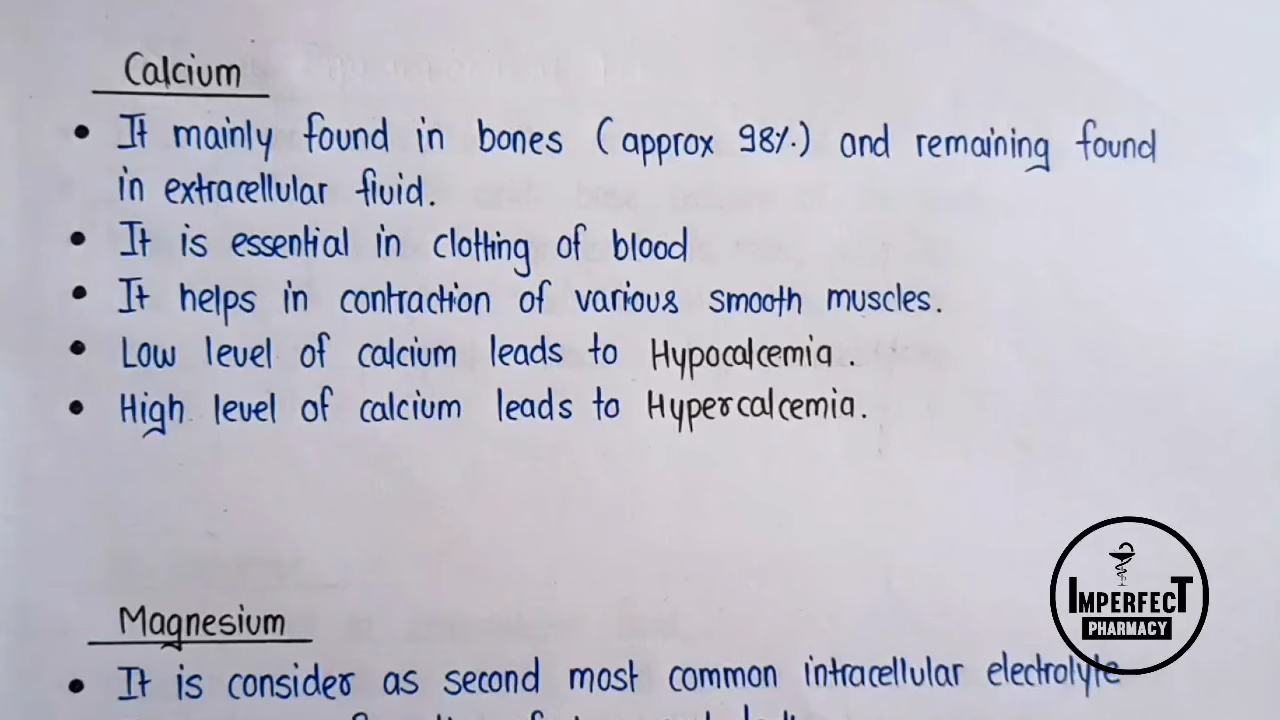 Calcium
• It mainly found in bones (approx 98%.) and remaining found
in extracellular fluid.
• It is essential in clotting of blood
• It helps in contraction of various smooth muscles.
• Low level of calcium leads to Hypocalcemia.
• High level of calcium leads to Hypercalcemia.
IMPERFECT
PHARMACY
Magnesium
• It is consider as second most common intracellular electrolyte